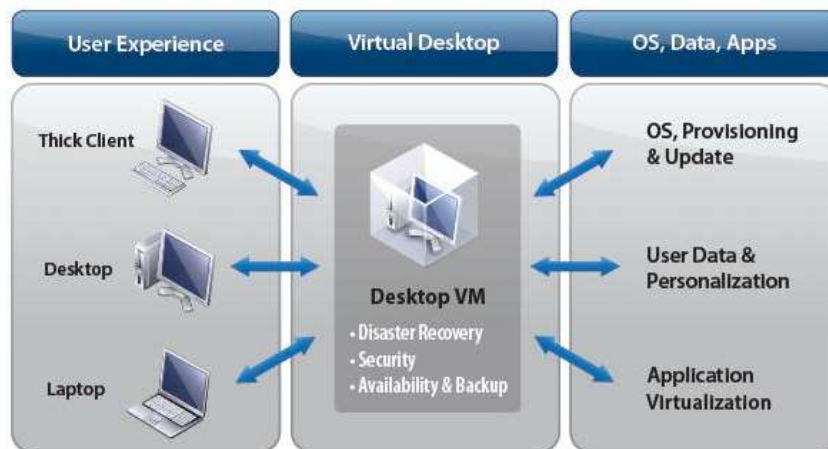 User Experience
Virtual Desktop
OS, Data, Apps
Thick Client
Desktop
Laptop
Desktop VM
• Disaster Recovery
• Security
• Availability & Backup
OS, Provisioning
& Update
User Data &
Personalization
Application
Virtualization